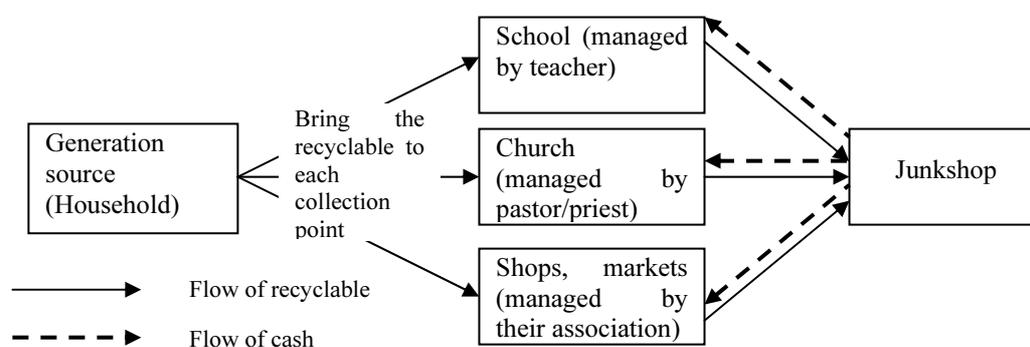 School (managed
by teacher)
Bring the
recyclable to
each
collection
point
Generation
source
(Household)
Church
(managed by
pastor/priest)
Junkshop
Shops, markets
(managed by
their association)
Flow of recyclable
Flow of cash